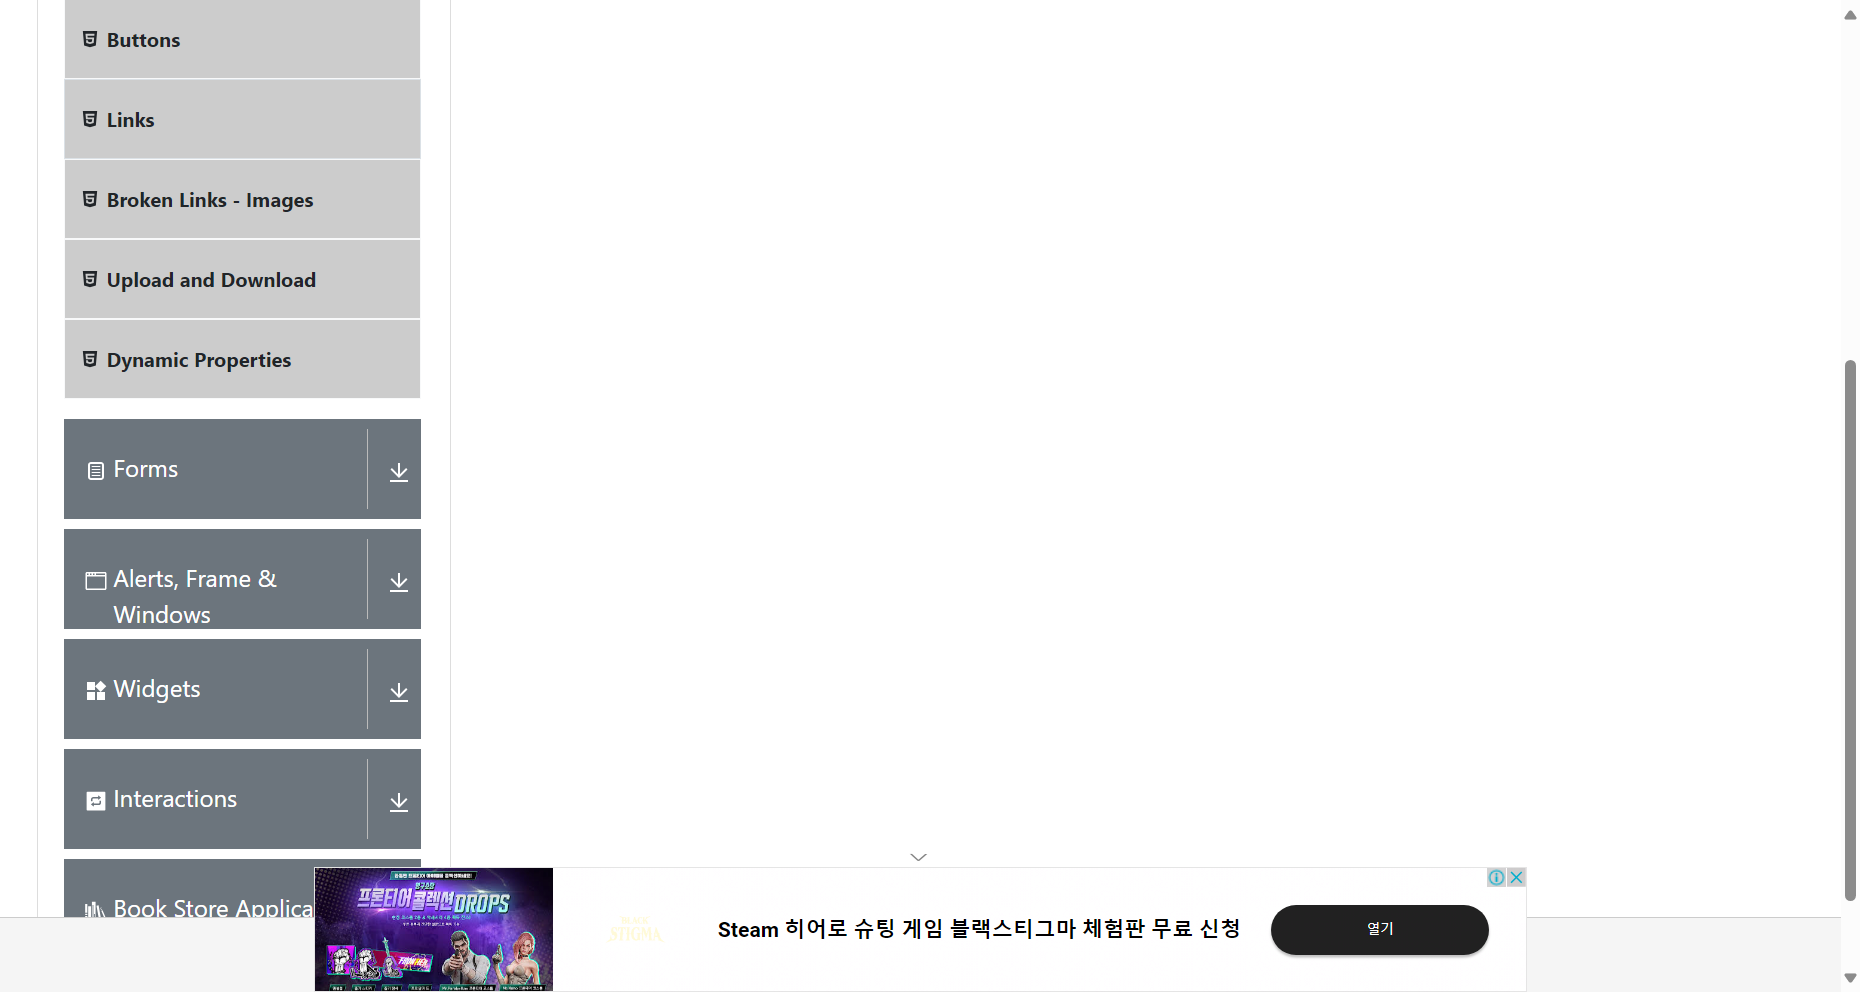 Buttons
Links
Broken Links - Images
Upload and Download
Dynamic Properties
Forms
Alerts, Frame &
Windows
Widgets
Interactions
Book Store Applica
프론티어 콜렉션 DROPS
BLACK
STIGMA
Steam 히어로 슈팅 게임 블랙스티그마 체험판 무료 신청
열기